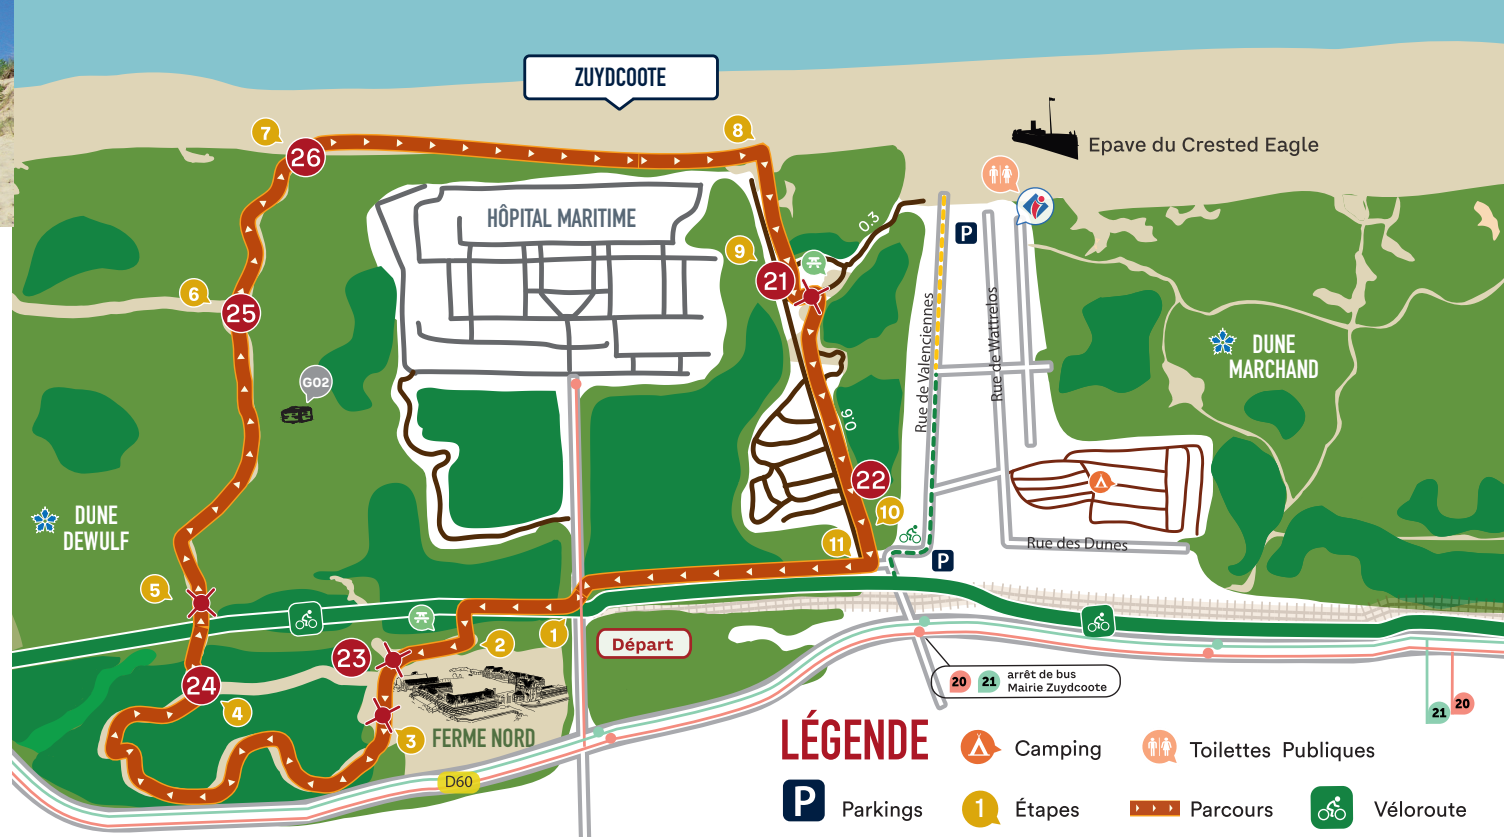 ZUYDCOOTE
7
8
26
Epave du Crested Eagle
HÔPITAL MARITIME
0.3
P
9
21
6
25
Rue de Valenciennes
Rue de Wattrelos
DUNE
MARCHAND
G02
0.6
22
10
DUNE
DEWULF
11
Rue des Dunes
P
5
1
2
Départ
23
24
4
3
FERME NORD
20 21 arrêt de bus
Mairie Zuydcoote
20
21
D60
LÉGENDE
Camping
Toilettes Publiques
P Parkings
1 Étapes
Parcours
Véloroute